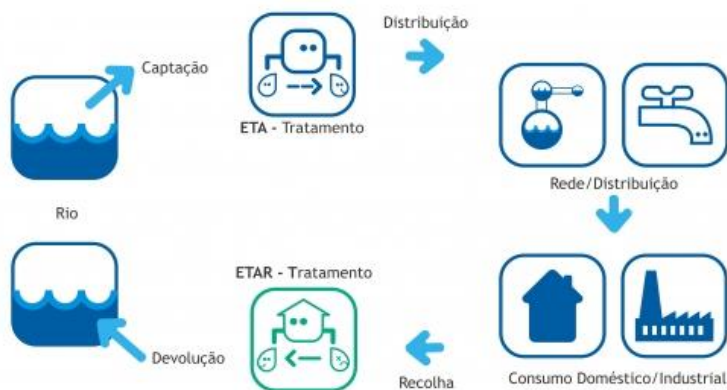 Distribuição
Captação
ETA - Tratamento
Rede/Distribuição
Rio
ETAR - Tratamento
Devolução
Recolha
Consumo Doméstico/Industrial